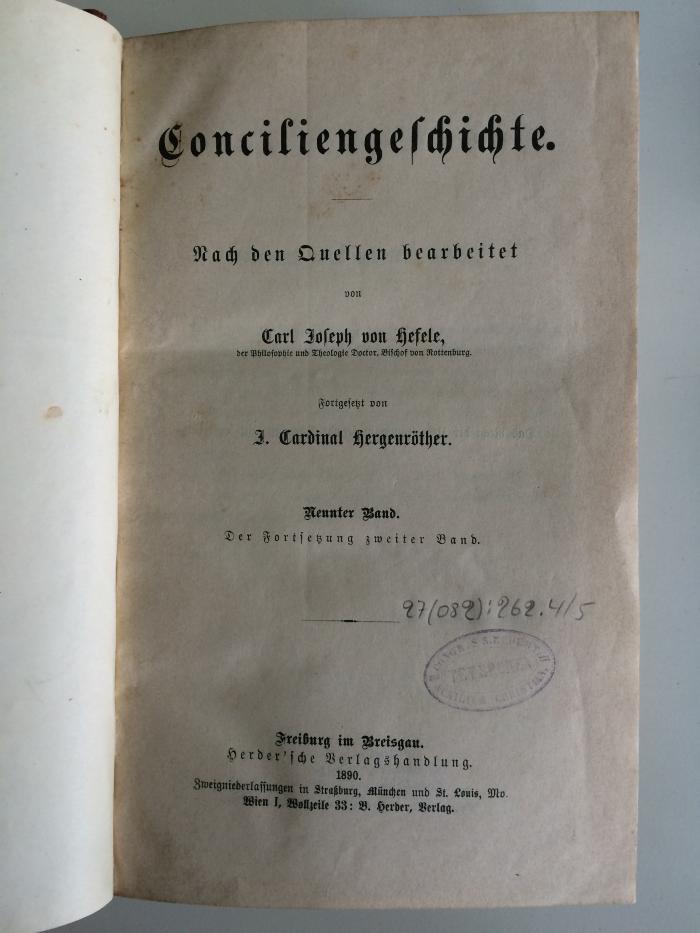 Conciliengeſchichte.
Nach den Quellen bearbeitet
von
Carl Joſeph von Hefele,
der Philoſophie und Theologie Doctor, Biſchof von Rottenburg.
Fortgeſetzt von
J. Cardinal Hergenröther.
Neunter Band.
Der Fortſetzung zweiter Band.
27(082):262.4/5
Freiburg im Breisgau.
Herder'ſche Verlagshandlung.
1890.
Zweigniederlaſſungen in Straßburg, München und St. Louis, Mo.
Wien I, Wollzeile 33: B. Herder, Verlag.